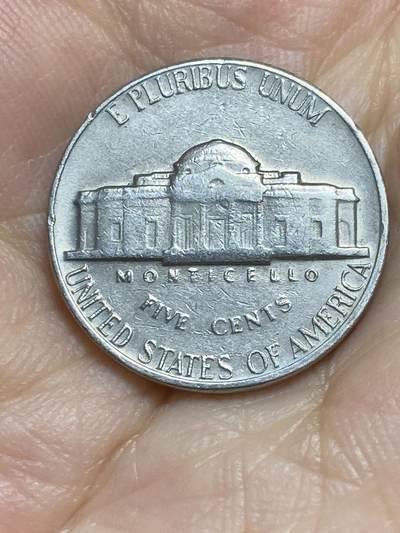 E PLURIBUS UNUM
MONTICELLO
FIVE CENTS
UNITED STATES OF AMERICA